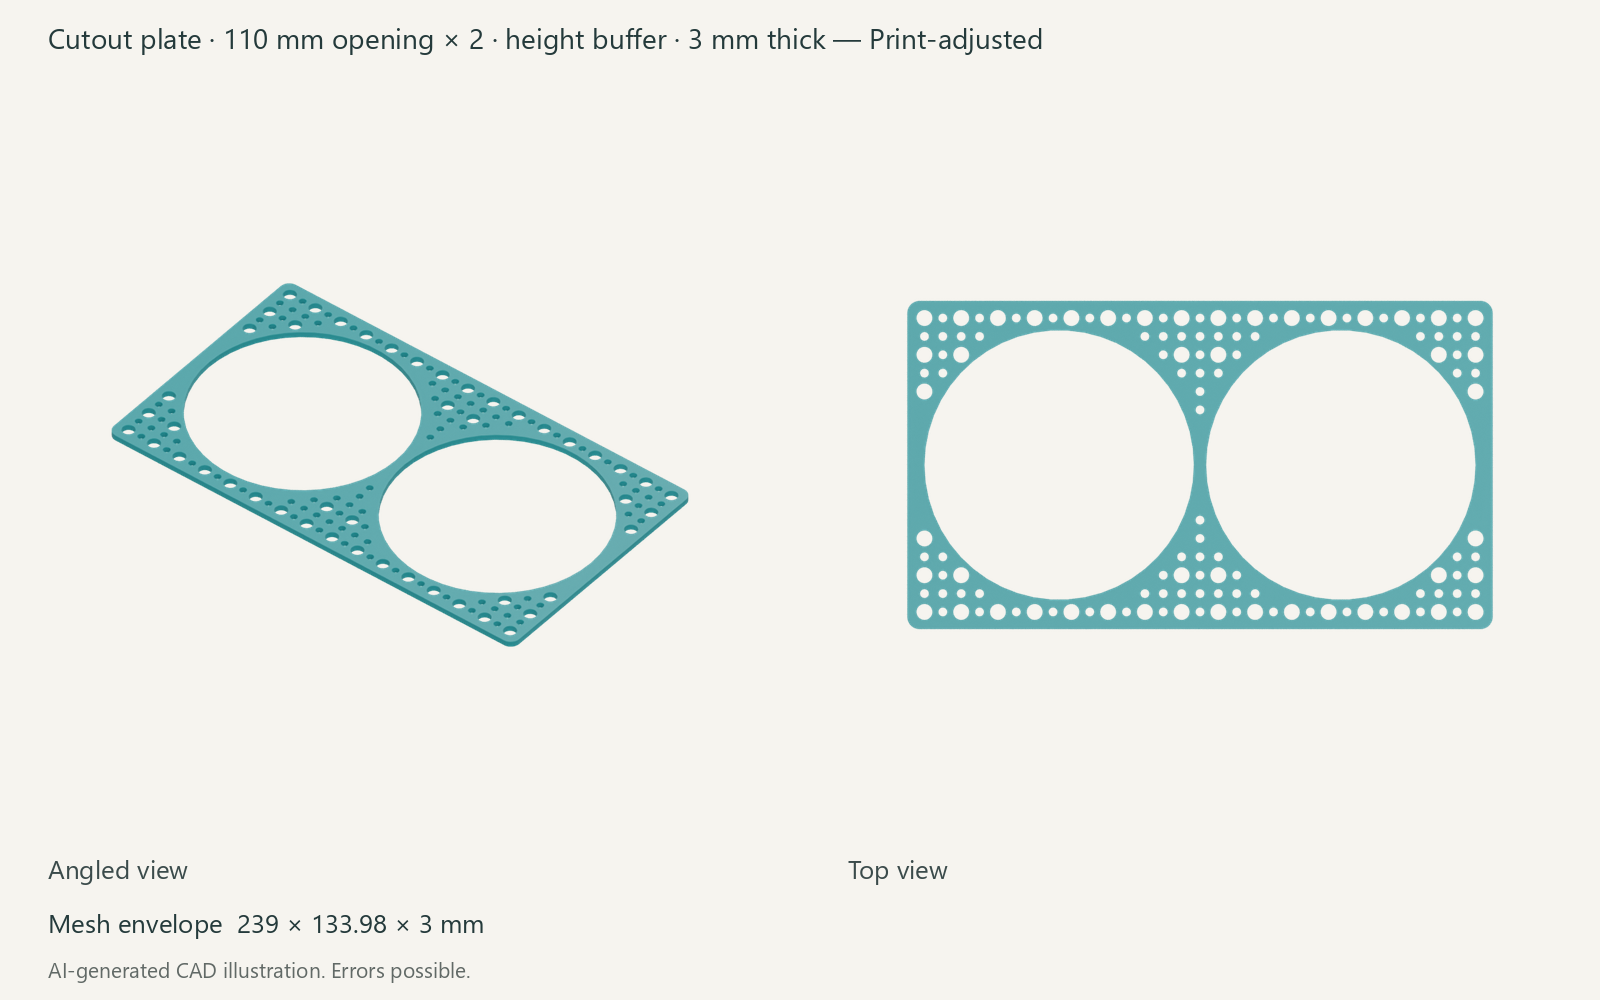 Cutout plate · 110 mm opening × 2 · height buffer · 3 mm thick — Print-adjusted
Angled view
Top view
Mesh envelope 239 × 133.98 × 3 mm
AI-generated CAD illustration. Errors possible.